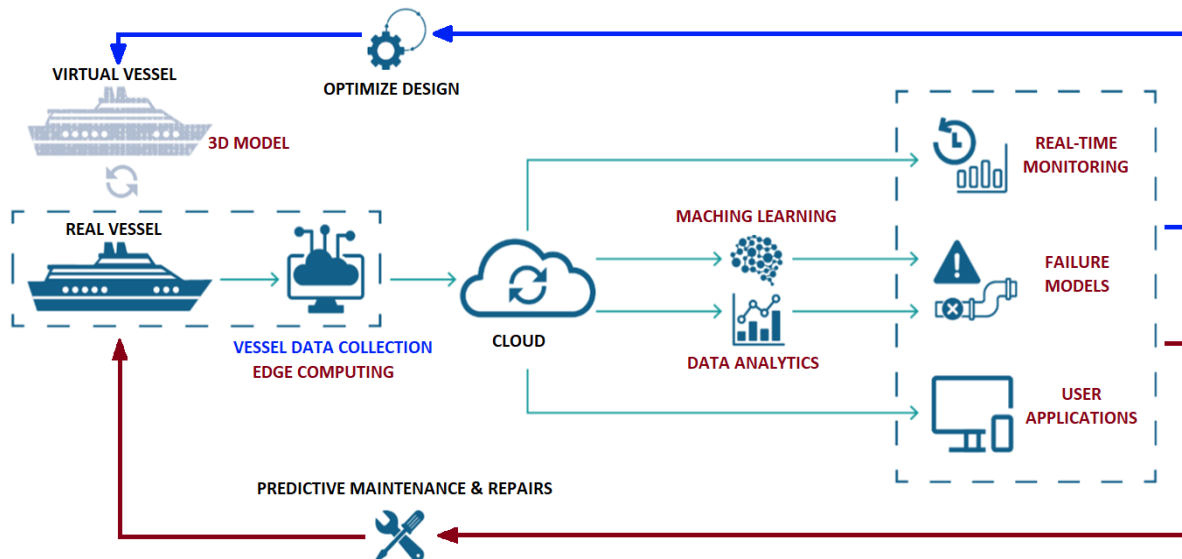 OPTIMIZE DESIGN
VIRTUAL VESSEL
3D MODEL
REAL VESSEL
VESSEL DATA COLLECTION
EDGE COMPUTING
CLOUD
MACHING LEARNING
DATA ANALYTICS
REAL-TIME
MONITORING
FAILURE
MODELS
USER
APPLICATIONS
PREDICTIVE MAINTENANCE & REPAIRS